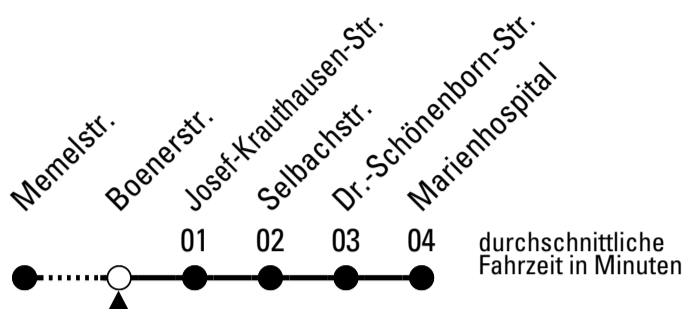 Memelstr.
Boenerstr.
Josef-Krauthausen-Str.
Selbachstr.
Dr.-Schönenborn-Str.
Marienhospital
01 02 03 04
durchschnittliche
Fahrzeit in Minuten